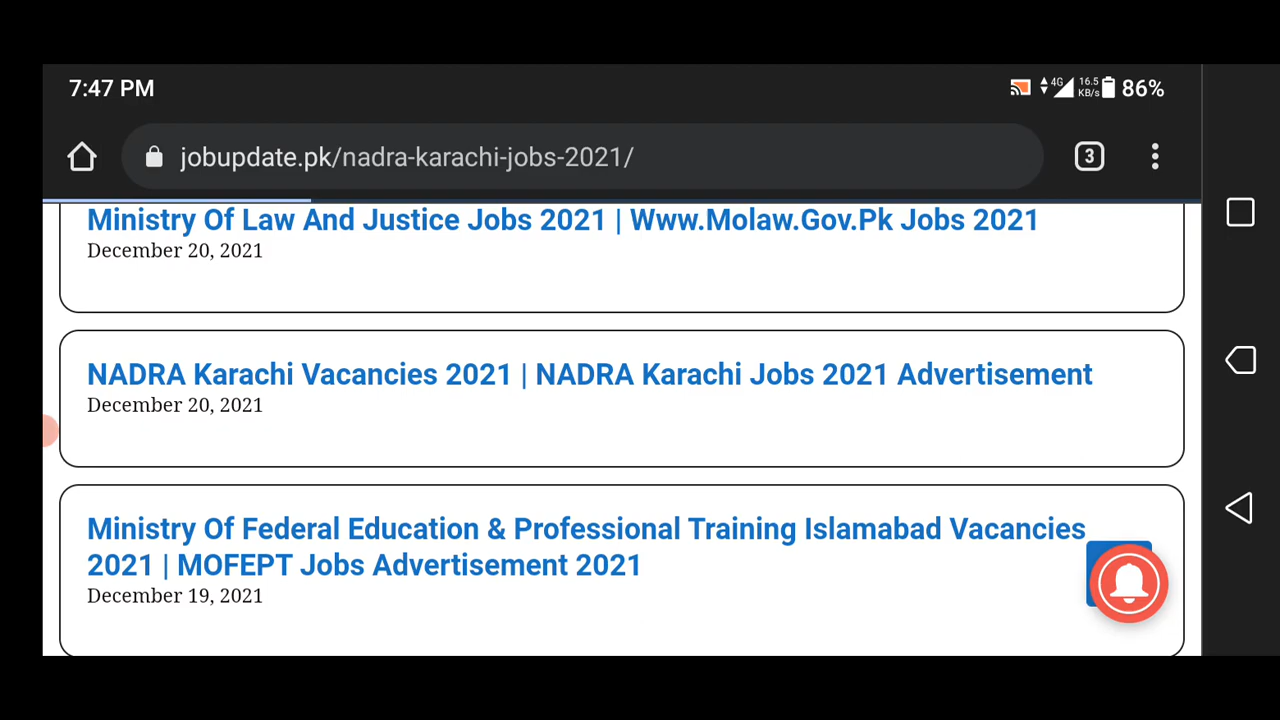 7:47 PM
4G 16.5 KB/s 86%
jobupdate.pk/nadra-karachi-jobs-2021/
3
Ministry Of Law And Justice Jobs 2021 | Www.Molaw.Gov.Pk Jobs 2021
December 20, 2021
NADRA Karachi Vacancies 2021 | NADRA Karachi Jobs 2021 Advertisement
December 20, 2021
Ministry Of Federal Education & Professional Training Islamabad Vacancies
2021 | MOFEPT Jobs Advertisement 2021
December 19, 2021